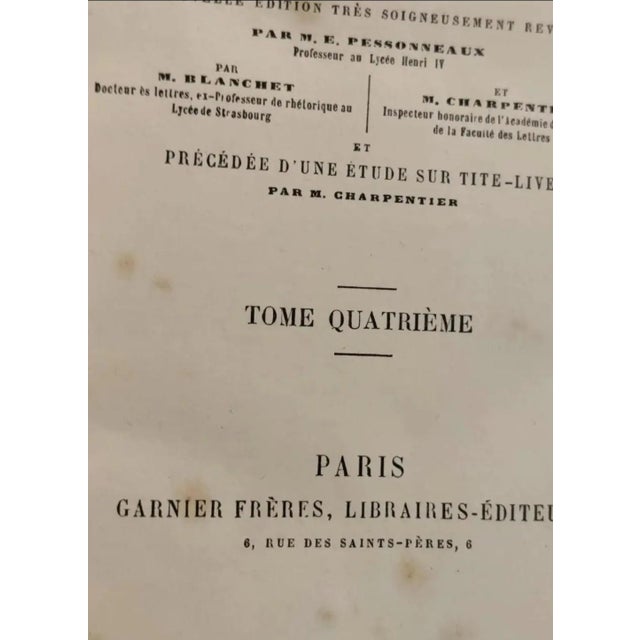 ÉDITION TRÈS SOIGNEUSEMENT REV
PAR M. E. PESSONNEAUX
Professeur au Lycée Henri IV
PAR
M. BLANCHET
Docteur ès lettres, ex-Professeur de rhétorique au
Lycée de Strasbourg
ET
M. CHARPENTI
Inspecteur honoraire de l'Académie d
de la Faculté des Lettres
ET
PRÉCÉDÉE D'UNE ÉTUDE SUR TITE-LIVE
PAR M. CHARPENTIER
TOME QUATRIÈME
PARIS
GARNIER FRÈRES, LIBRAIRES-ÉDITEU
6, RUE DES SAINTS-PÈRES, 6